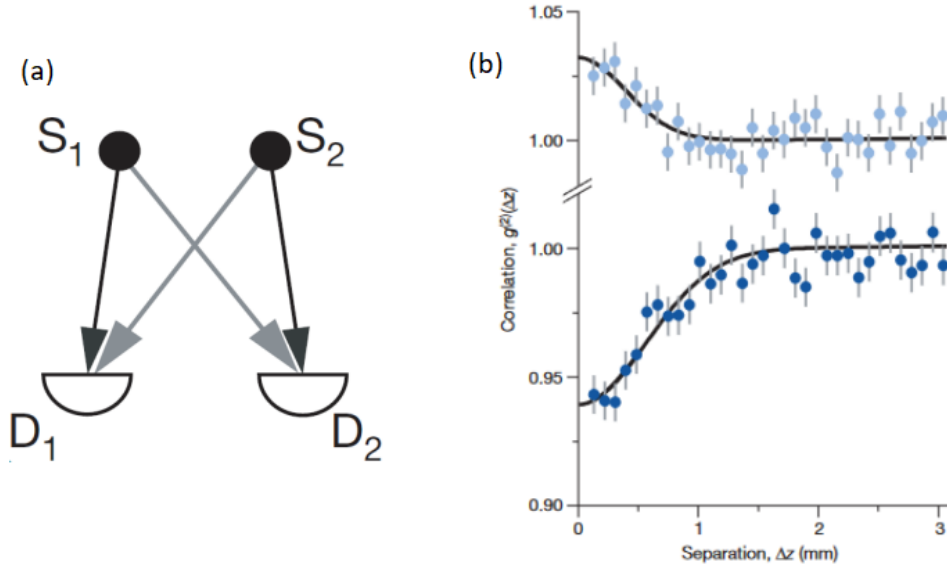 (a)
S1 S2
D1 D2
(b)
1.05
1.00
1.00
0.95
0.90
Correlation, g(2)(Δz)
0 1 2 3
Separation, Δz (mm)